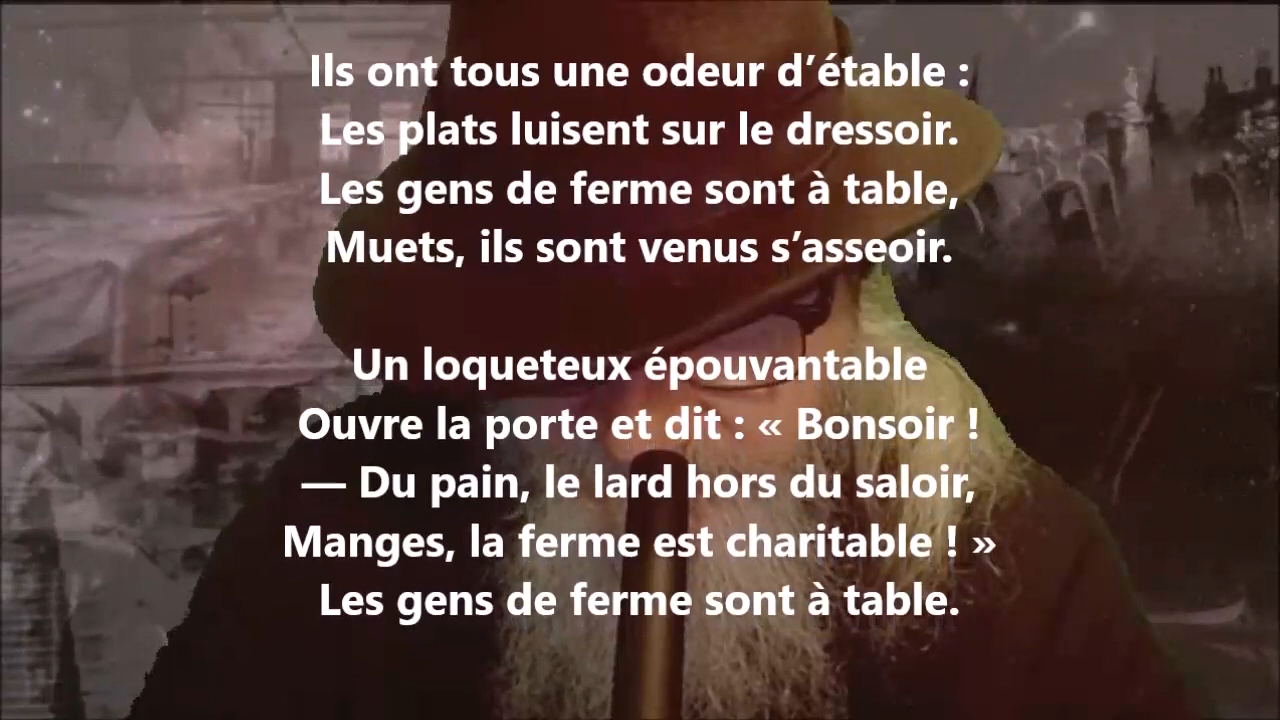 Ils ont tous une odeur d’étable :
Les plats luisent sur le dressoir.
Les gens de ferme sont à table,
Muets, ils sont venus s’asseoir.
Un loqueteux épouvantable
Ouvre la porte et dit : « Bonsoir !
— Du pain, le lard hors du saloir,
Manges, la ferme est charitable ! »
Les gens de ferme sont à table.